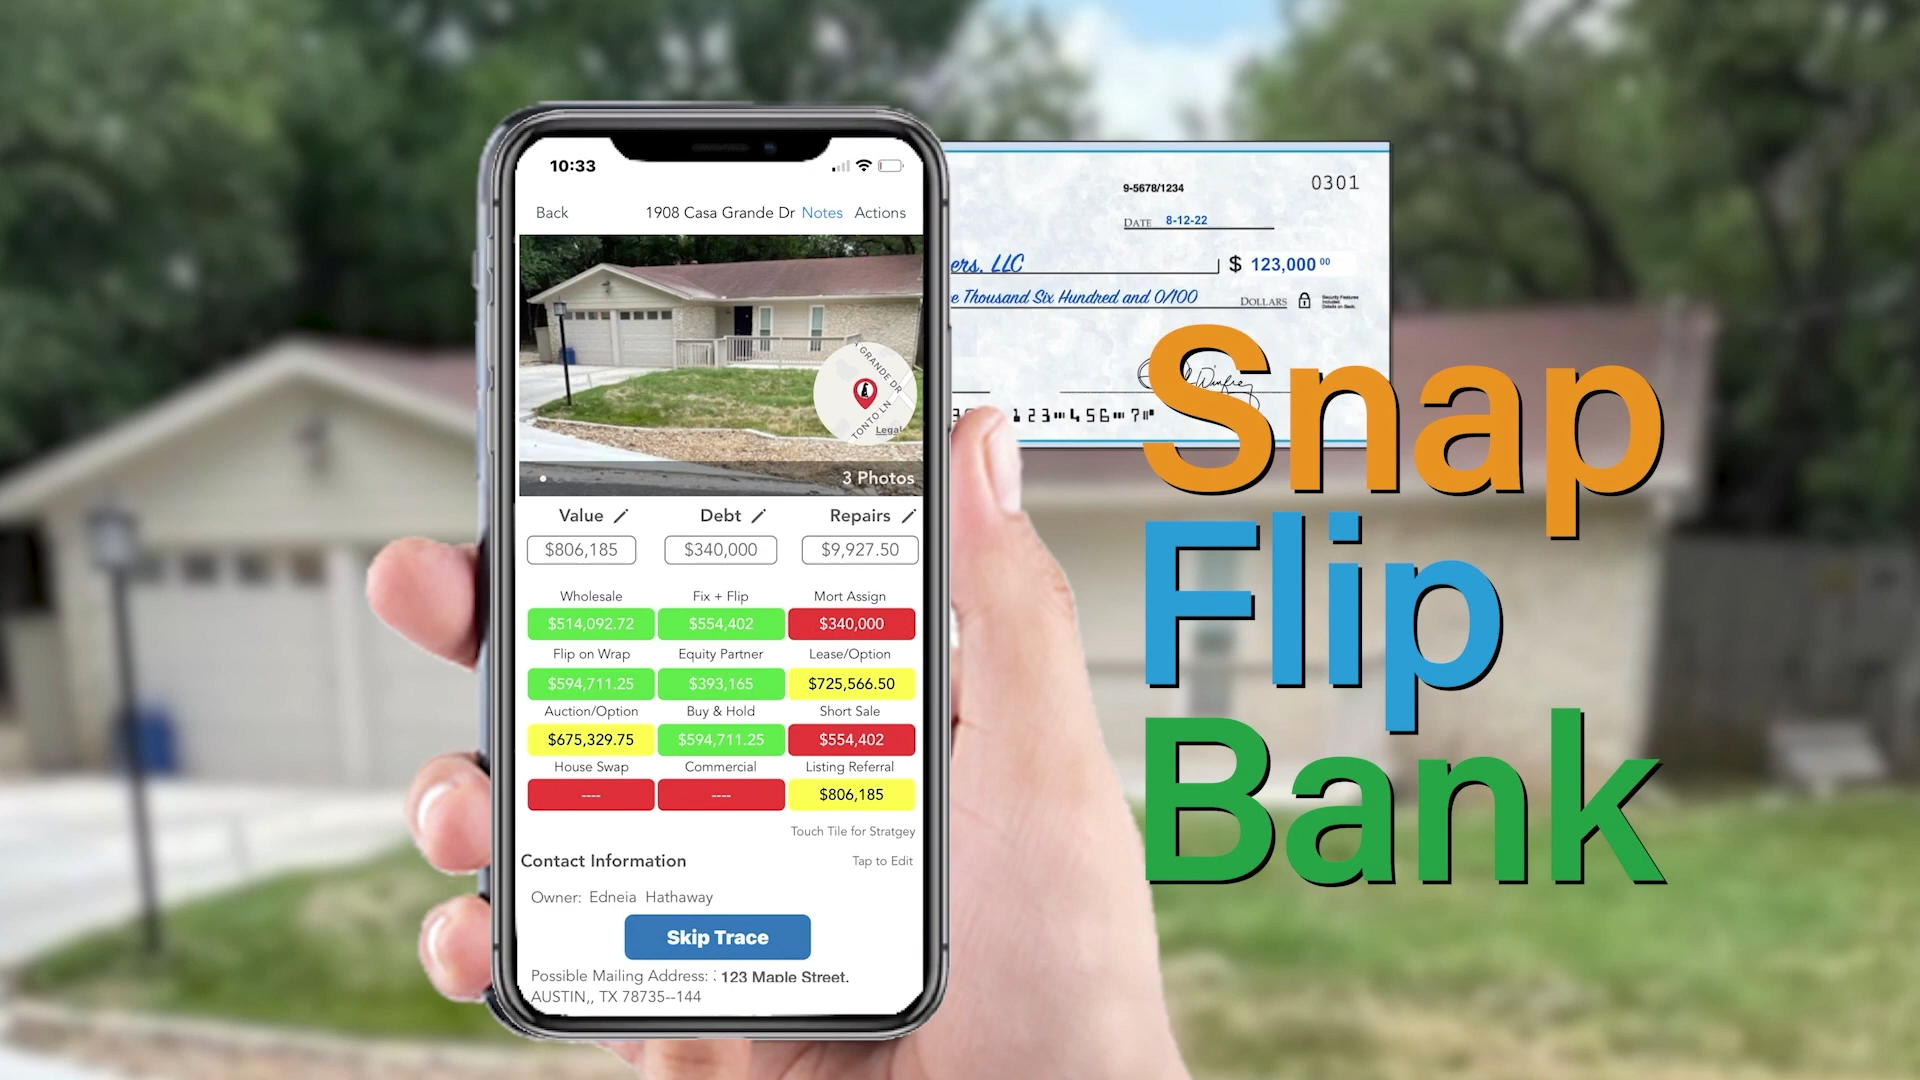 10:33
Back 1908 Casa Grande Dr Notes Actions
GRANDE DR
TONTO LN
Legal
3 Photos
Value Debt Repairs
$806,185 $340,000 $9,927.50
Wholesale Fix + Flip Mort Assign
$514,092.72 $554,402 $340,000
Flip on Wrap Equity Partner Lease/Option
$594,711.25 $393,165 $725,566.50
Auction/Option Buy & Hold Short Sale
$675,329.75 $594,711.25 $554,402
House Swap Commercial Listing Referral
---- ---- $806,185
Touch Tile for Stratgey
Contact Information Tap to Edit
Owner: Edneia Hathaway
Skip Trace
Possible Mailing Address: : 123 Maple Street.
AUSTIN,, TX 78735--144
9-5678/1234 0301
DATE 8-12-22
ers, LLC $ 123,000 00
e Thousand Six Hundred and 0/100 DOLLARS
Security Features
Included
Details on Back.
123 456 7
Snap
Flip
Bank